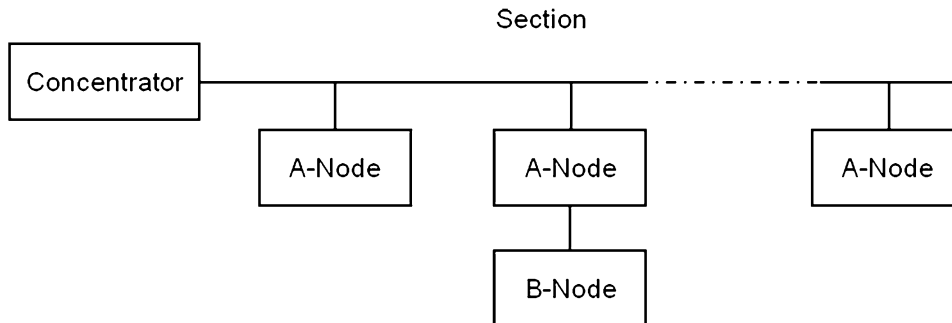 Section
Concentrator
A-Node
A-Node
A-Node
B-Node